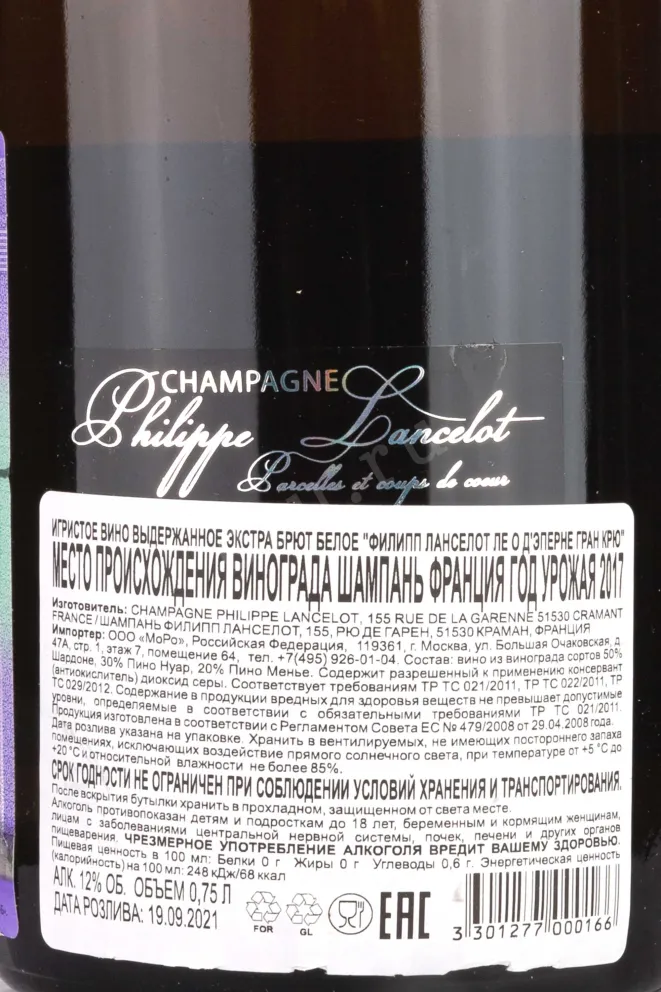 CHAMPAGNE
Philippe Lancelot
Parcelles et coups de coeur
ИГРИСТОЕ ВИНО ВЫДЕРЖАННОЕ ЭКСТРА БРЮТ БЕЛОЕ "ФИЛИПП ЛАНСЕЛОТ ЛЕ О Д'ЭПЕРНЕ ГРАН КРЮ"
МЕСТО ПРОИСХОЖДЕНИЯ ВИНОГРАДА ШАМПАНЬ ФРАНЦИЯ ГОД УРОЖАЯ 2017
Изготовитель: CHAMPAGNE PHILIPPE LANCELOT, 155 RUE DE LA GARENNE 51530 CRAMANT
FRANCE / ШАМПАНЬ ФИЛИПП ЛАНСЕЛОТ, 155, РЮ ДЕ ГАРЕН, 51530 КРАМАН, ФРАНЦИЯ
Импортер: ООО «МоРо», Российская Федерация, 119361, г. Москва, ул. Большая Очаковская, д.
47А, стр. 1, этаж 7, помещение 64, тел. +7(495) 926-01-04. Состав: вино из винограда сортов 50%
Шардоне, 30% Пино Нуар, 20% Пино Менье. Содержит разрешенный к применению консервант
(антиокислитель) диоксид серы. Соответствует требованиям ТР ТС 021/2011, ТР ТС 022/2011, ТР
ТС 029/2012. Содержание в продукции вредных для здоровья веществ не превышает допустимые
уровни, определяемые в соответствии с обязательными требованиями ТР ТС 021/2011.
Продукция изготовлена в соответствии с Регламентом Совета ЕС № 479/2008 от 29.04.2008 года.
Дата розлива указана на упаковке. Хранить в вентилируемых, не имеющих постороннего запаха
помещениях, исключающих воздействие прямого солнечного света, при температуре от +5 °С до
+20 °С и относительной влажности не более 85%.
СРОК ГОДНОСТИ НЕ ОГРАНИЧЕН ПРИ СОБЛЮДЕНИИ УСЛОВИЙ ХРАНЕНИЯ И ТРАНСПОРТИРОВАНИЯ.
После вскрытия бутылки хранить в прохладном, защищенном от света месте.
Алкоголь противопоказан детям и подросткам до 18 лет, беременным и кормящим женщинам,
лицам с заболеваниями центральной нервной системы, почек, печени и других органов
пищеварения. ЧРЕЗМЕРНОЕ УПОТРЕБЛЕНИЕ АЛКОГОЛЯ ВРЕДИТ ВАШЕМУ ЗДОРОВЬЮ.
Пищевая ценность в 100 мл: Белки 0 г Жиры 0 г Углеводы 0,6 г. Энергетическая ценность
(калорийность) на 100 мл: 248 кДж/68 ккал
АЛК. 12% ОБ. ОБЪЕМ 0,75 Л
ДАТА РОЗЛИВА: 19.09.2021
FOR GL EAC
3 301277 000166